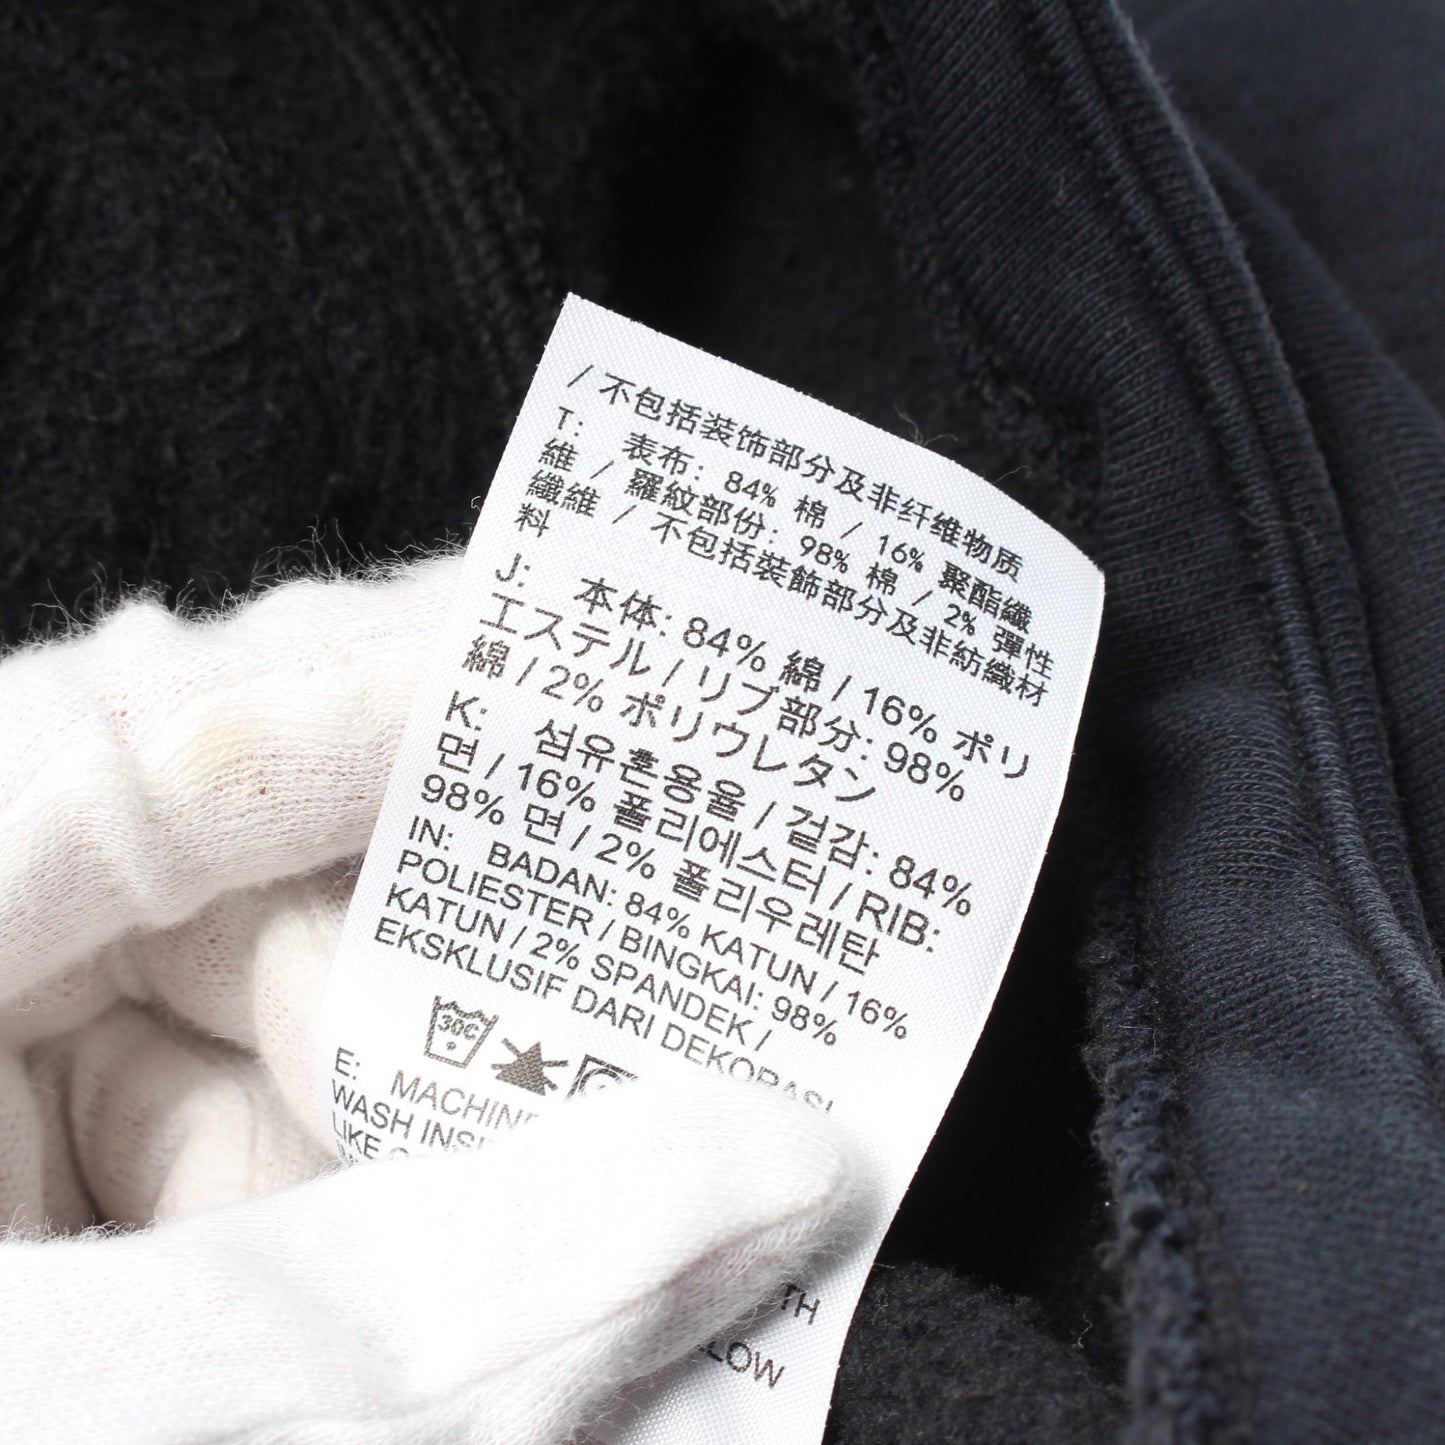 / 不包括装饰部分及非纤维物质
T: 表布: 84% 棉 / 16% 聚酯纖
維 / 羅紋部份: 98% 棉 / 2% 彈性
纖維 / 不包括裝飾部分及非紡織材
料
J: 本体: 84% 綿 / 16% ポリ
エステル / リブ部分: 98%
綿 / 2% ポリウレタン
K: 섬유혼용율 / 겉감: 84%
면 / 16% 폴리에스터 / RIB:
98% 면 / 2% 폴리우레탄
IN: BADAN: 84% KATUN / 16%
POLIESTER / BINGKAI: 98%
KATUN / 2% SPANDEK /
EKSKLUSIF DARI DEKORASI
30C
E: MACHINE
WASH
LIKE